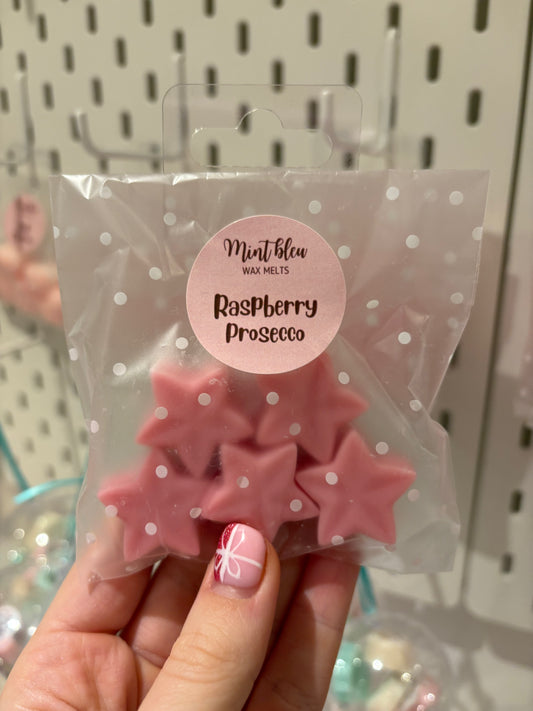 Mint bleu
WAX MELTS
Raspberry
Prosecco